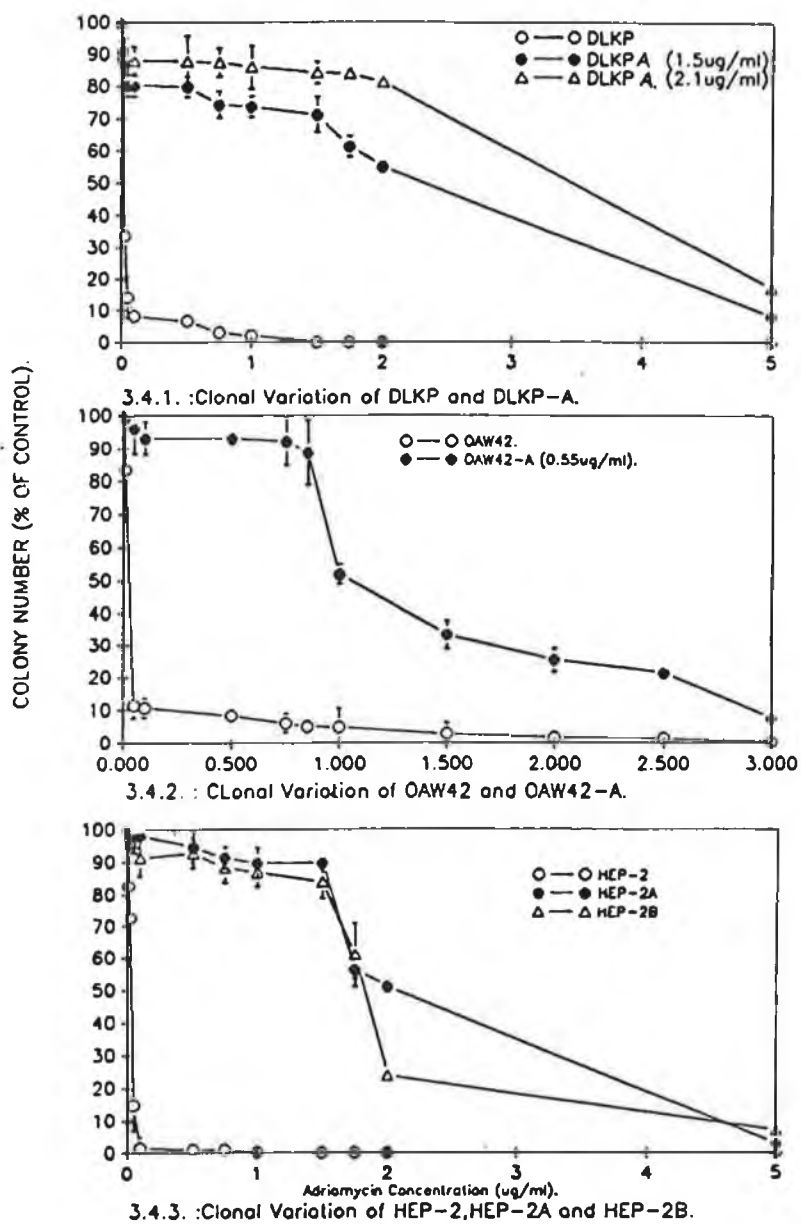 COLONY NUMBER (% OF CONTROL).
100
90
80
70
60
50
40
30
20
10
0
0 1 2 3 4 5
DLKP
DLKP A (1.5ug/ml)
DLKP A. (2.1ug/ml)
3.4.1. :Clonal Variation of DLKP and DLKP-A.
100
90
80
70
60
50
40
30
20
10
0
0.000 0.500 1.000 1.500 2.000 2.500 3.000
OAW42.
OAW42-A (0.55ug/ml).
3.4.2. : CLonal Variation of OAW42 and OAW42-A.
100
90
80
70
60
50
40
30
20
10
0
0 1 2 3 4 5
HEP-2
HEP-2A
HEP-2B
Adriamycin Concentration (ug/ml).
3.4.3. :Clonal Variation of HEP-2,HEP-2A and HEP-2B.